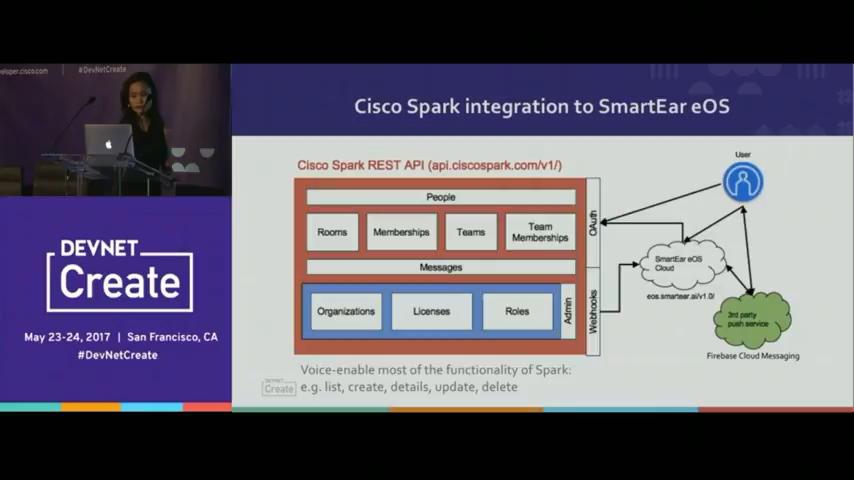 veloper.cisco.com | #DevNetCreate
DEVNET
Create
May 23-24, 2017 | San Francisco, CA
#DevNetCreate
Cisco Spark integration to SmartEar eOS
Cisco Spark REST API (api.ciscospark.com/v1/)
People
Rooms
Memberships
Teams
Team
Memberships
Messages
Organizations
Licenses
Roles
Admin
OAuth
Webhooks
User
SmartEar eOS
Cloud
eos.smartear.ai/v1.0/
3rd party
push service
Firebase Cloud Messaging
Voice-enable most of the functionality of Spark:
e.g. list, create, details, update, delete
DEVNET
Create